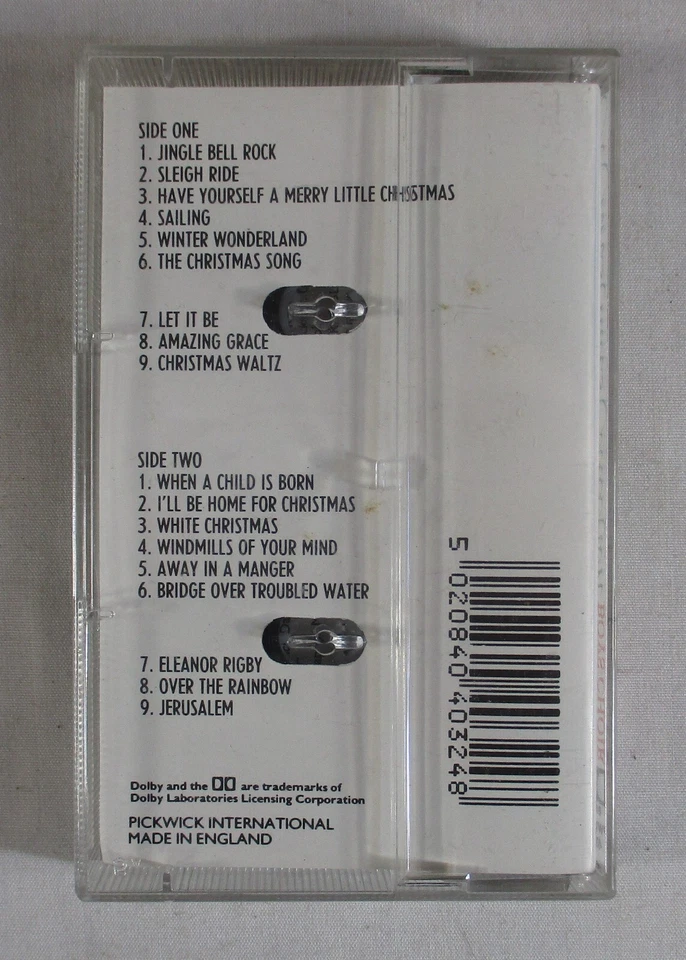 SIDE ONE
1. JINGLE BELL ROCK
2. SLEIGH RIDE
3. HAVE YOURSELF A MERRY LITTLE CHRISTMAS
4. SAILING
5. WINTER WONDERLAND
6. THE CHRISTMAS SONG
7. LET IT BE
8. AMAZING GRACE
9. CHRISTMAS WALTZ
SIDE TWO
1. WHEN A CHILD IS BORN
2. I'LL BE HOME FOR CHRISTMAS
3. WHITE CHRISTMAS
4. WINDMILLS OF YOUR MIND
5. AWAY IN A MANGER
6. BRIDGE OVER TROUBLED WATER
7. ELEANOR RIGBY
8. OVER THE RAINBOW
9. JERUSALEM
Dolby and the DD are trademarks of
Dolby Laboratories Licensing Corporation
PICKWICK INTERNATIONAL
MADE IN ENGLAND
5 020840 403248